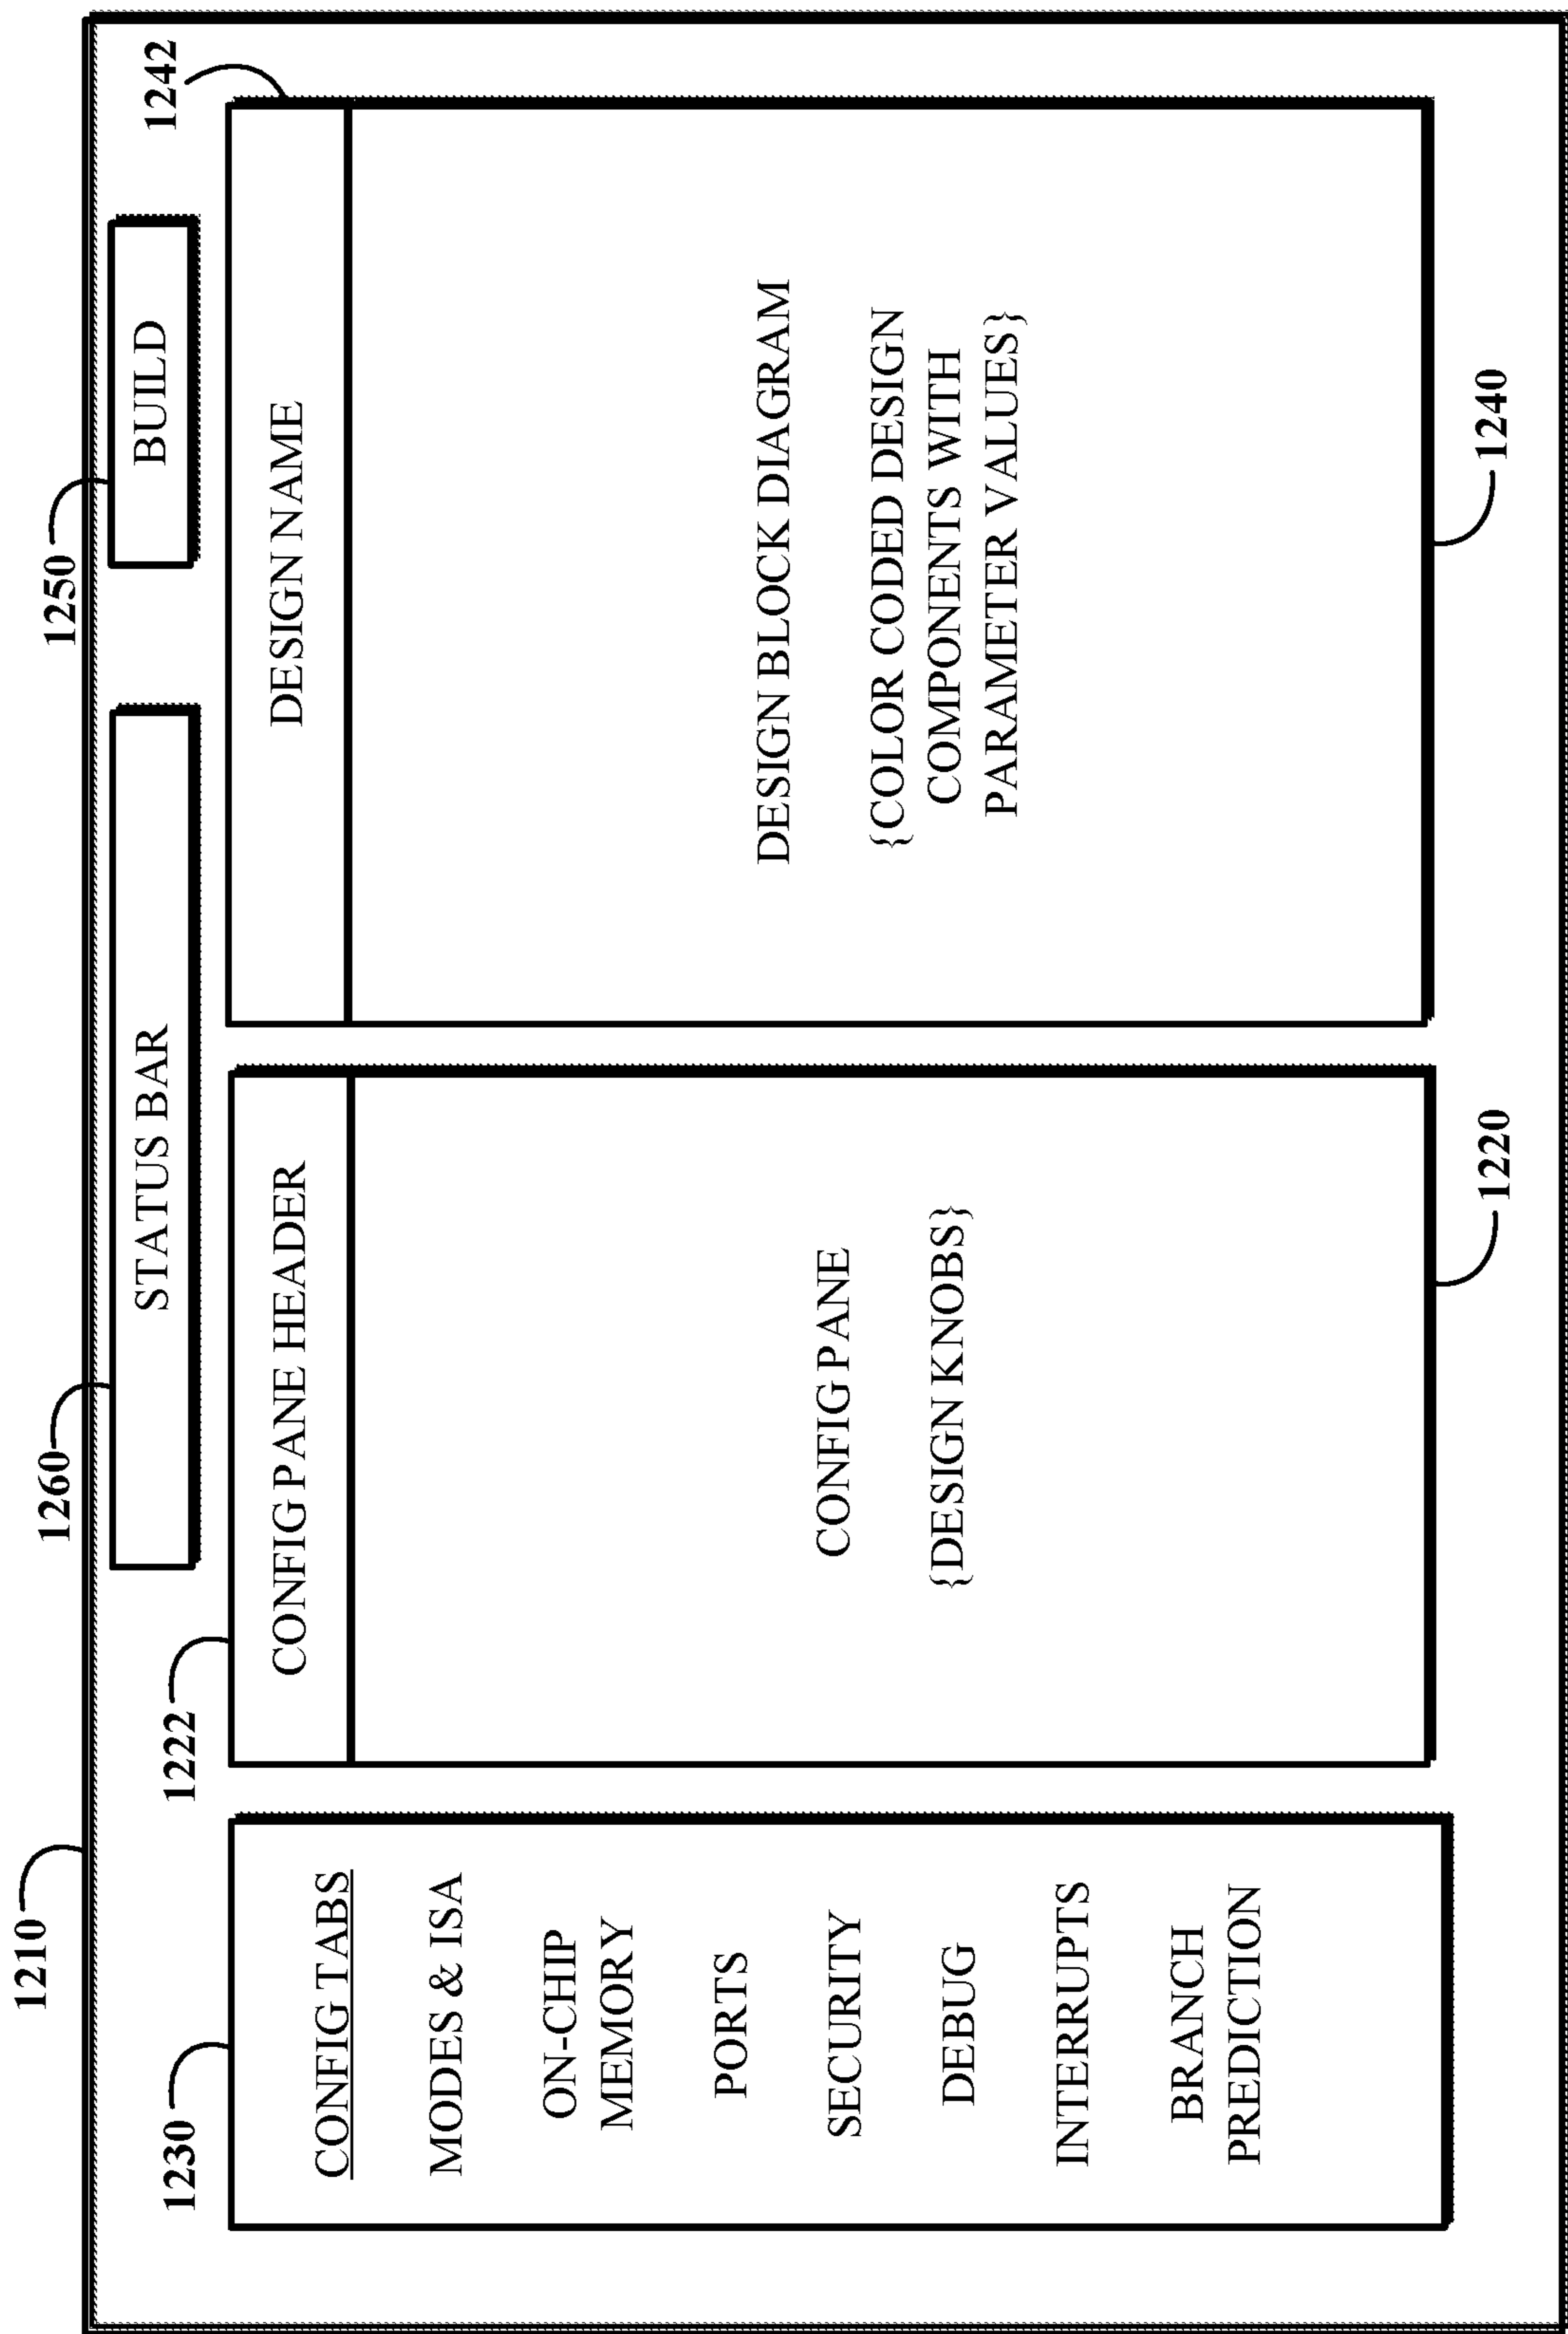 1210
1260
1250
STATUS BAR
BUILD
1230
1222
1242
CONFIG TABS
MODES & ISA
ON-CHIP
MEMORY
PORTS
SECURITY
DEBUG
INTERRUPTS
BRANCH
PREDICTION
CONFIG PANE HEADER
CONFIG PANE
{DESIGN KNOBS}
1220
DESIGN NAME
DESIGN BLOCK DIAGRAM
{COLOR CODED DESIGN
COMPONENTS WITH
PARAMETER VALUES}
1240